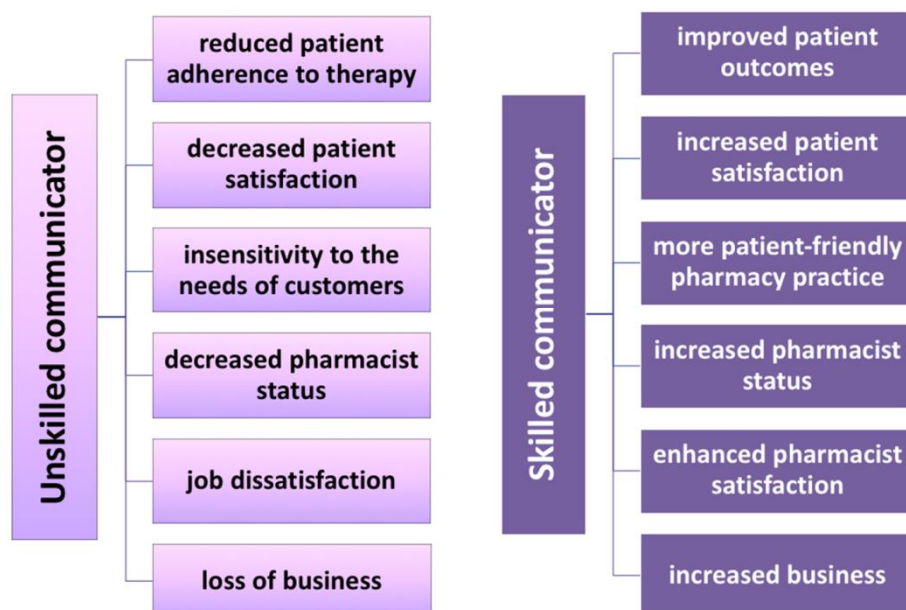 Unskilled communicator
reduced patient
adherence to therapy
decreased patient
satisfaction
insensitivity to the
needs of customers
decreased pharmacist
status
job dissatisfaction
loss of business
Skilled communicator
improved patient
outcomes
increased patient
satisfaction
more patient-friendly
pharmacy practice
increased pharmacist
status
enhanced pharmacist
satisfaction
increased business